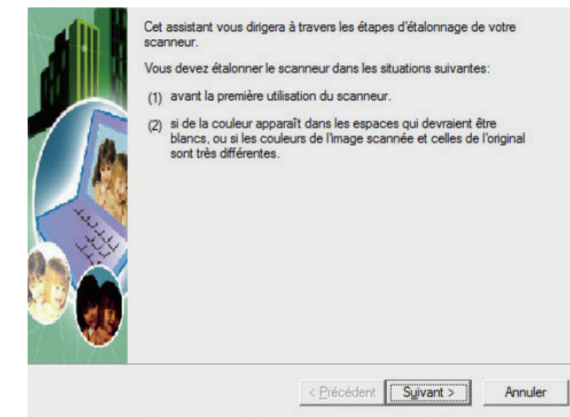 Cet assistant vous dirigera à travers les étapes d'étalonnage de votre
scanneur.
Vous devez étalonner le scanneur dans les situations suivantes:
(1) avant la première utilisation du scanneur.
(2) si de la couleur apparaît dans les espaces qui devraient être
blancs, ou si les couleurs de l'image scannée et celles de l'original
sont très différentes.
< Précédent Suivant > Annuler